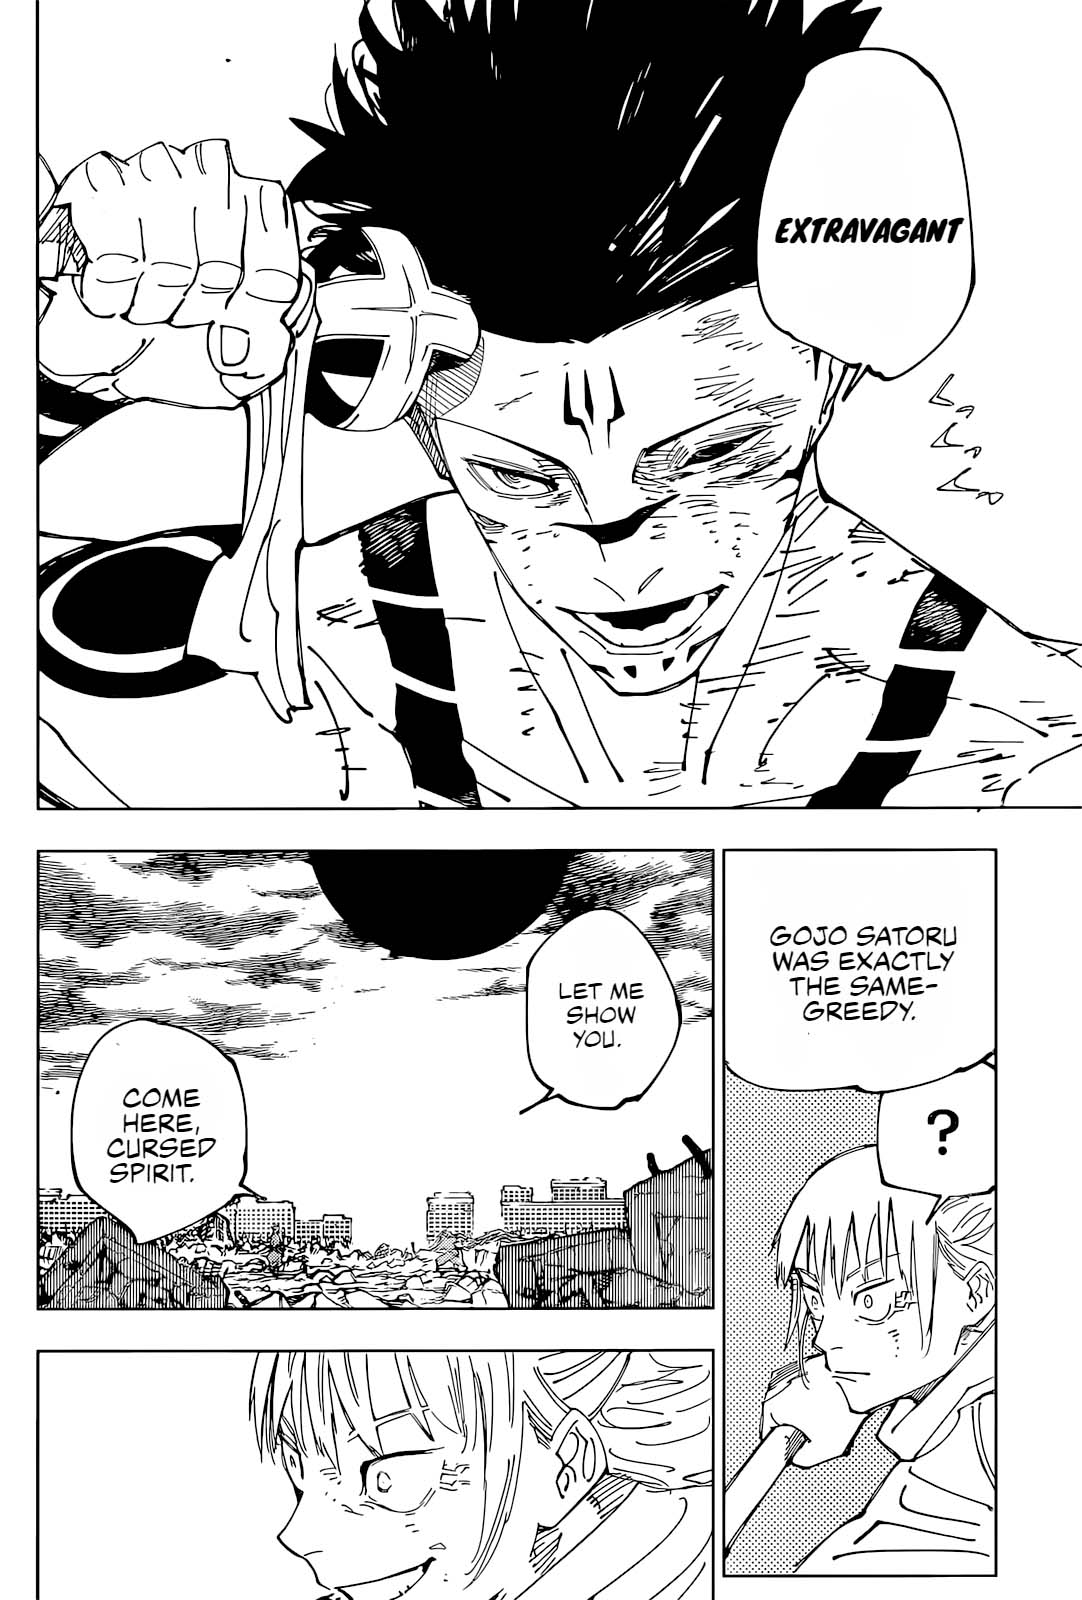 EXTRAVAGANT
GOJO SATORU
WAS EXACTLY
THE SAME-
GREEDY.
?
LET ME
SHOW
YOU.
COME
HERE,
CURSED
SPIRIT.